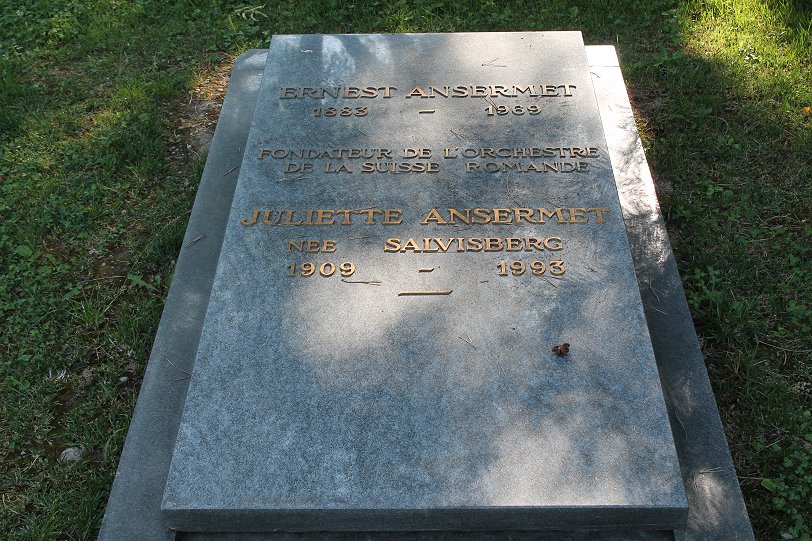 ERNEST ANSERMET
1883 – 1969
FONDATEUR DE L'ORCHESTRE
DE LA SUISSE ROMANDE
JULIETTE ANSERMET
NEE SALVISBERG
1909 – 1993